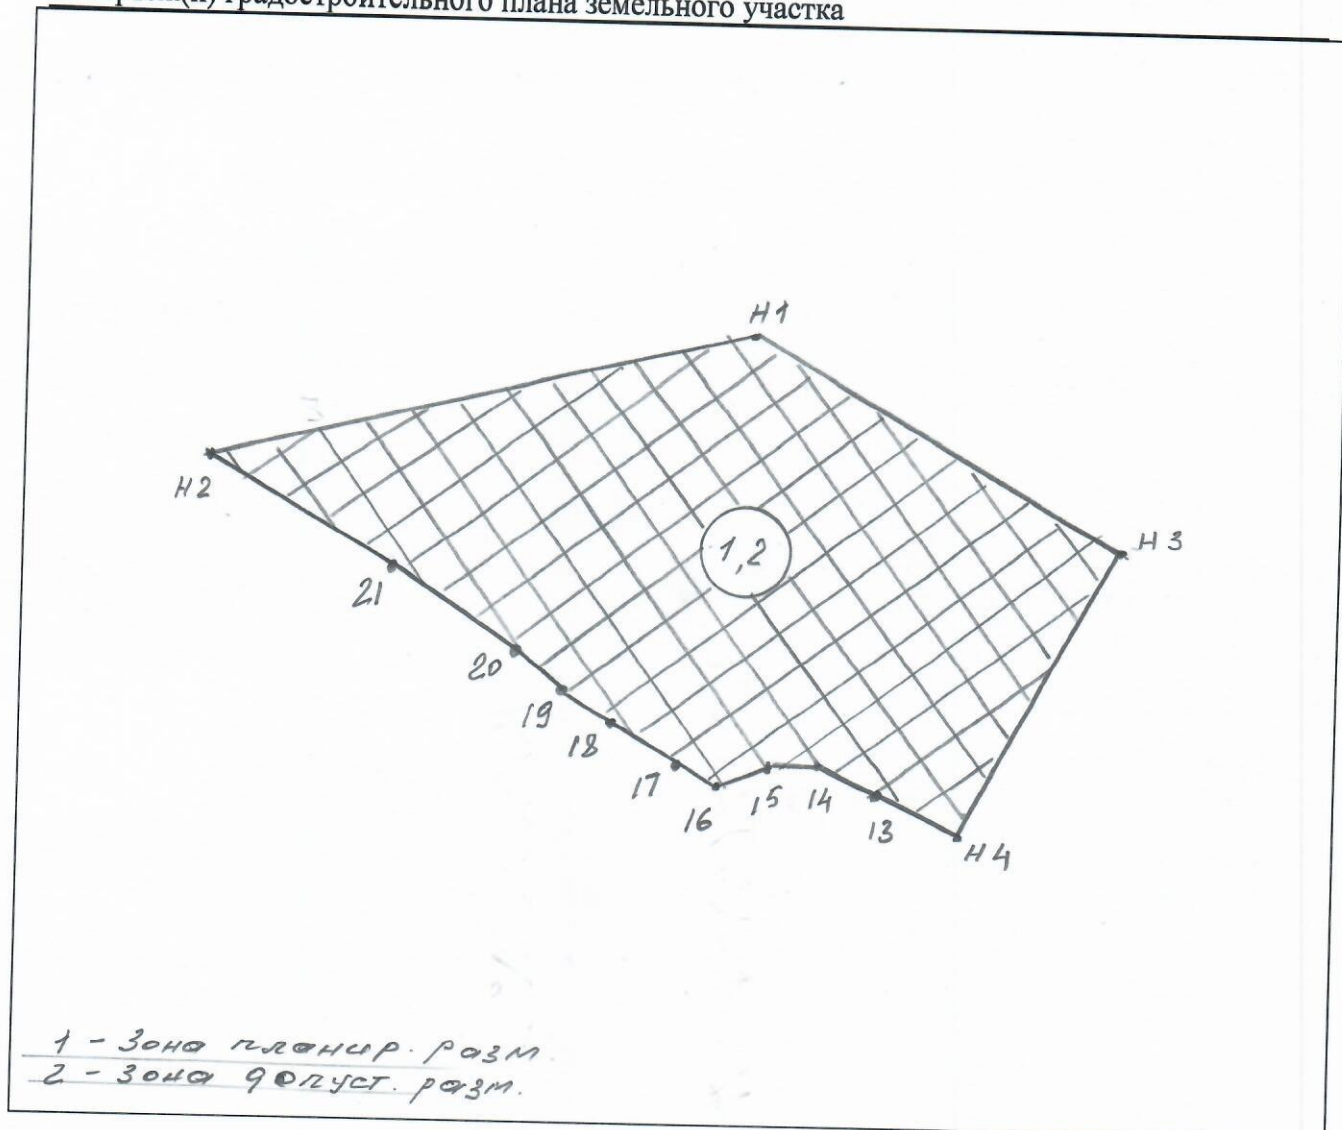 градостроительного плана земельного участка
Н1
Н2
Н3
1,2
21
20
19
18
17
16
15
14
13
Н4
1 - Зона планир. разм.
2 - Зона допуст. разм.